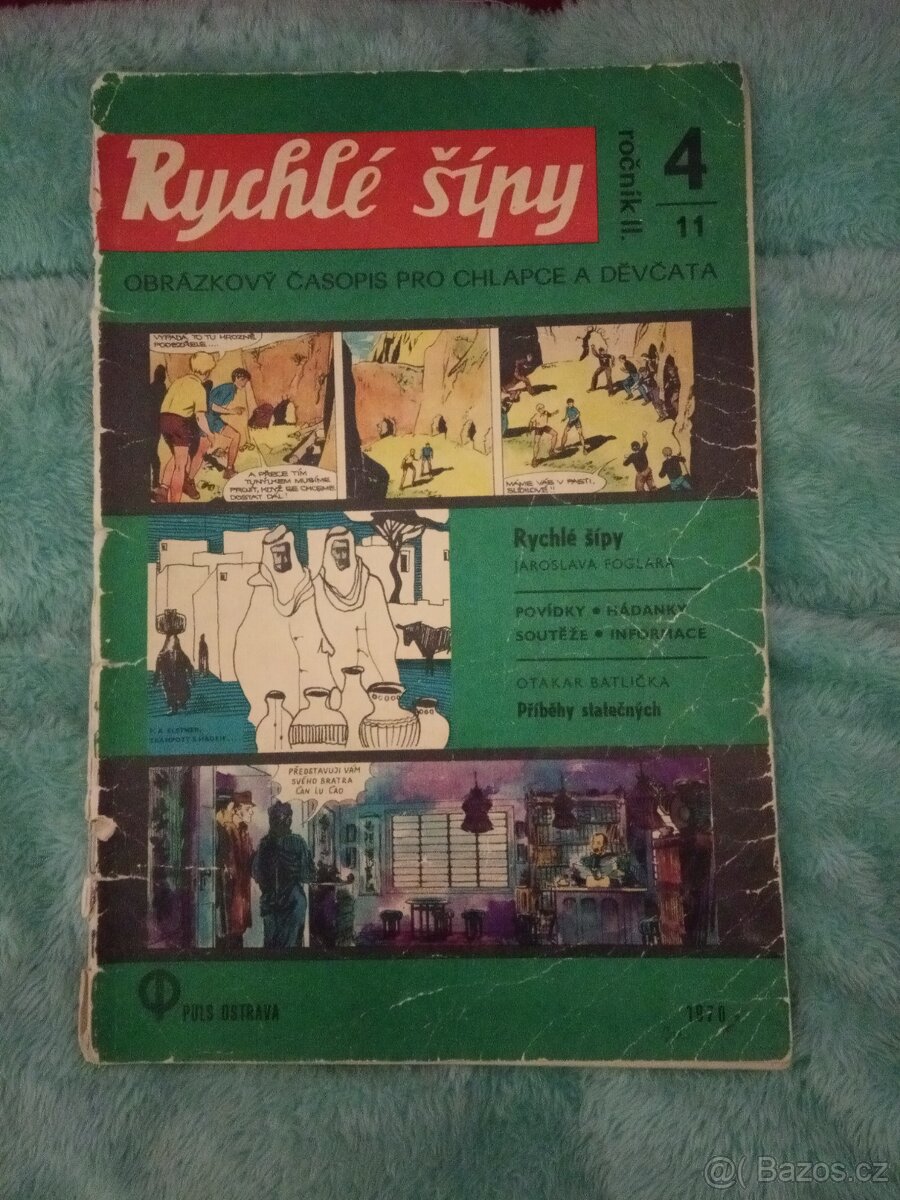 Rychlé šípy
ročník II.
4
11
OBRÁZKOVÝ ČASOPIS PRO CHLAPCE A DĚVČATA
VYPADÁ TO TU HROZNĚ
PODEZŘELE....
A PŘECE TÍM
TUNÝLKEM MUSÍME
PROJÍT, KDYŽ SE CHCEME
DOSTAT DÁL!
MÁME VÁS V PASTI,
SLÍDILOVÉ!!
Rychlé šípy
JAROSLAVA FOGLARA
POVÍDKY • HÁDANKY
SOUTĚŽE • INFORMACE
OTAKAR BATLIČKA
Příběhy statečných
PŘEDSTAVUJI VÁM
SVÉHO BRATRA
ČAN LU ČAO
PULS OSTRAVA
1970
@( Bazos.cz